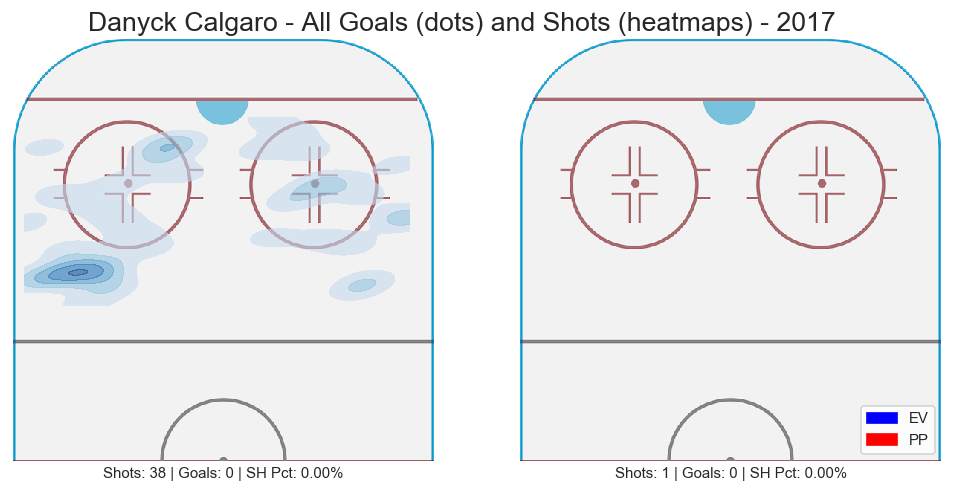 Danyck Calgaro - All Goals (dots) and Shots (heatmaps) - 2017
EV
PP
Shots: 38 | Goals: 0 | SH Pct: 0.00%
Shots: 1 | Goals: 0 | SH Pct: 0.00%